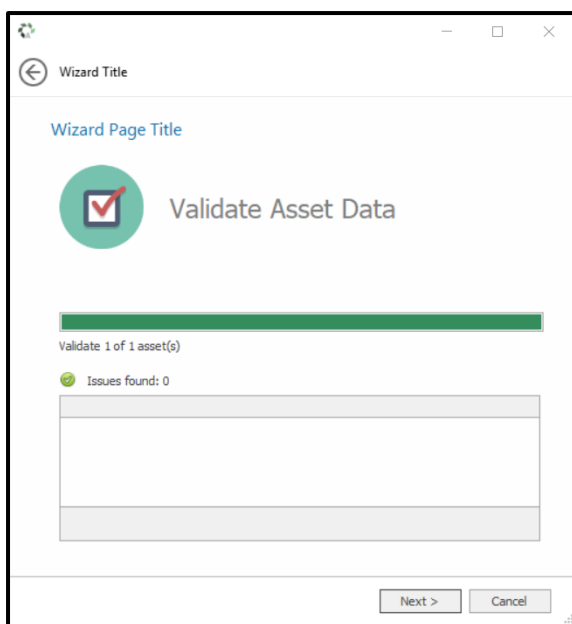 Wizard Title
Wizard Page Title
Validate Asset Data
Validate 1 of 1 asset(s)
Issues found: 0
Next >
Cancel